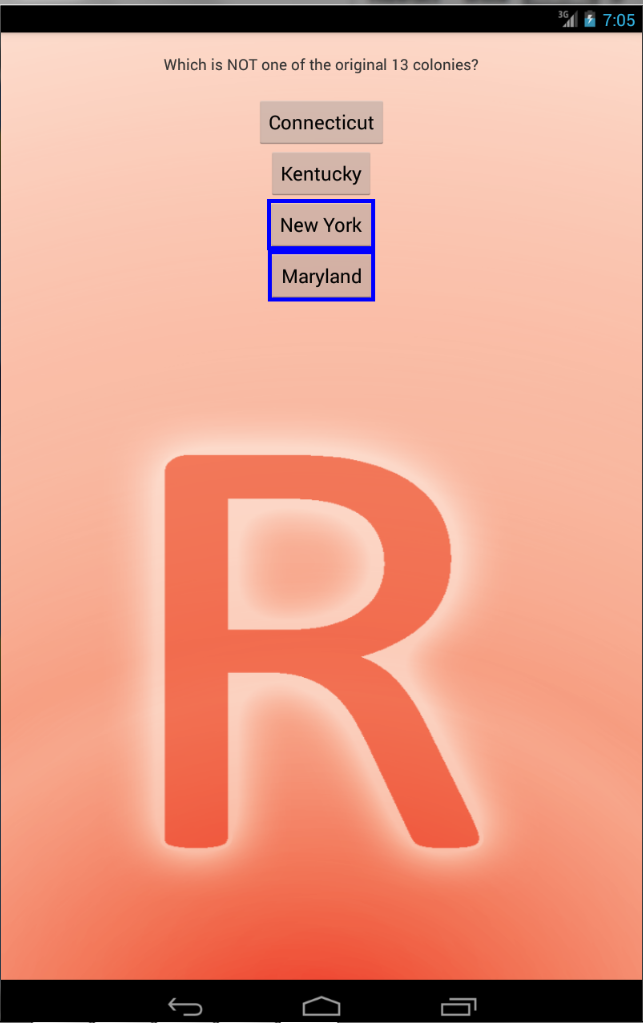 3G 7:05
Which is NOT one of the original 13 colonies?
Connecticut
Kentucky
New York
Maryland
R